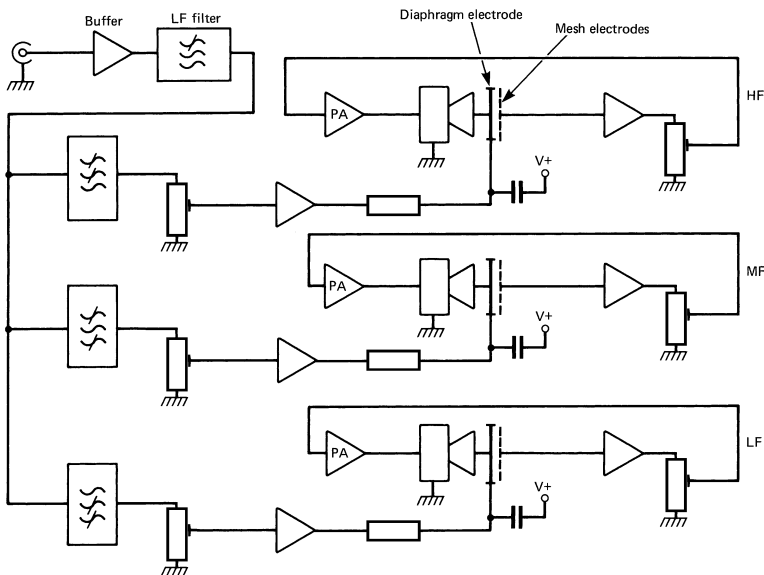 Buffer
LF filter
Diaphragm electrode
Mesh electrodes
PA
HF
V+
PA
MF
V+
PA
LF
V+